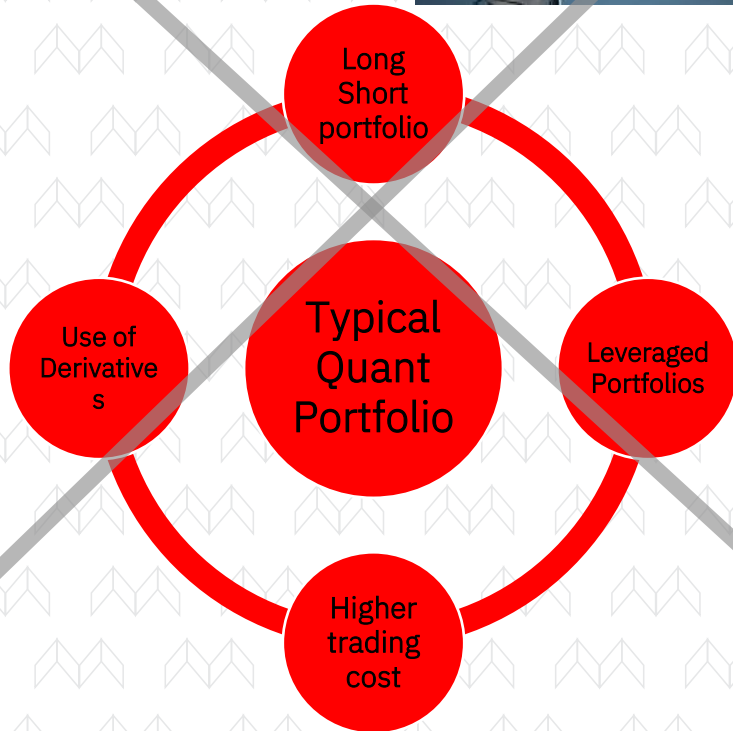 Long
Short
portfolio
Typical
Quant
Portfolio
Use of
Derivative
s
Leveraged
Portfolios
Higher
trading
cost